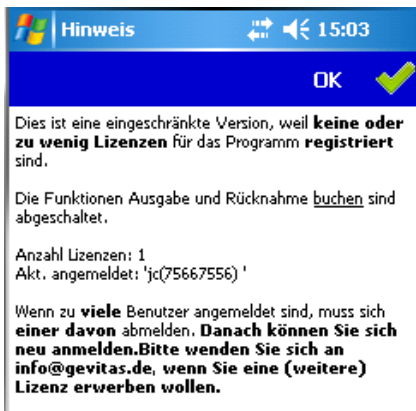 Hinweis 15:03
OK
Dies ist eine eingeschränkte Version, weil keine oder
zu wenig Lizenzen für das Programm registriert
sind.
Die Funktionen Ausgabe und Rücknahme buchen sind
abgeschaltet.
Anzahl Lizenzen: 1
Akt. angemeldet: 'jc(75667556) '
Wenn zu viele Benutzer angemeldet sind, muss sich
einer davon abmelden. Danach können Sie sich
neu anmelden.Bitte wenden Sie sich an
info@gevitas.de, wenn Sie eine (weitere)
Lizenz erwerben wollen.